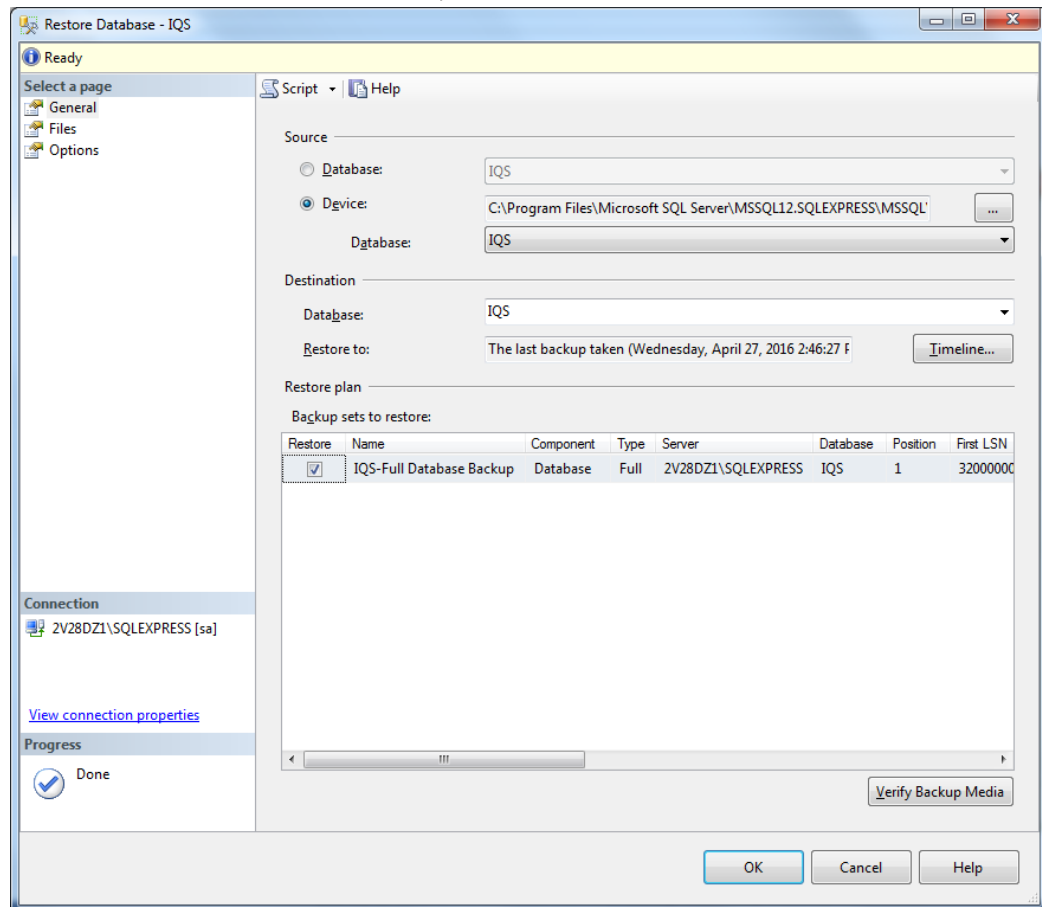 Restore Database - IQS
Ready
Select a page
General
Files
Options
Script
Help
Source
Database:
IQS
Device:
C:\Program Files\Microsoft SQL Server\MSSQL12.SQLEXPRESS\MSSQL'
...
Database:
IQS
Destination
Database:
IQS
Restore to:
The last backup taken (Wednesday, April 27, 2016 2:46:27 P
Timeline...
Restore plan
Backup sets to restore:
Restore Name Component Type Server Database Position First LSN
IQS-Full Database Backup Database Full 2V28DZ1\SQLEXPRESS IQS 1 32000000
Connection
2V28DZ1\SQLEXPRESS [sa]
View connection properties
Progress
Done
Verify Backup Media
OK Cancel Help